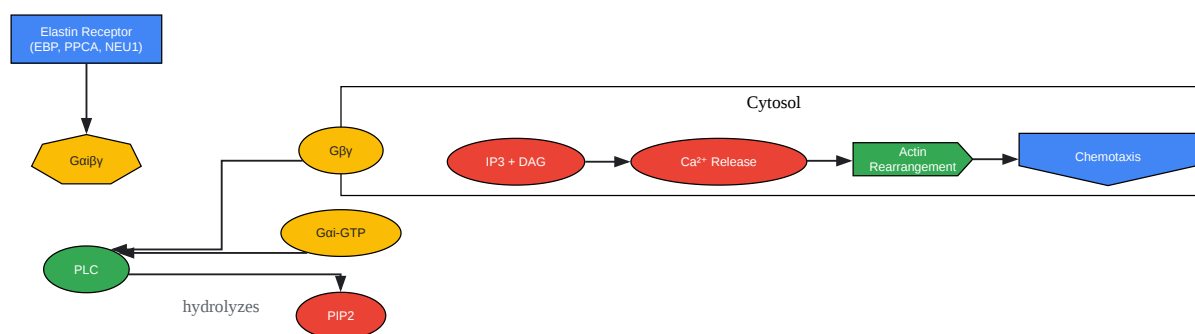 Elastin Receptor
(EBP, PPCA, NEU1)
Gαiβγ
Cytosol
Gβγ
IP3 + DAG
Ca²⁺ Release
Actin
Rearrangement
Chemotaxis
Gαi-GTP
PLC
hydrolyzes
PIP2